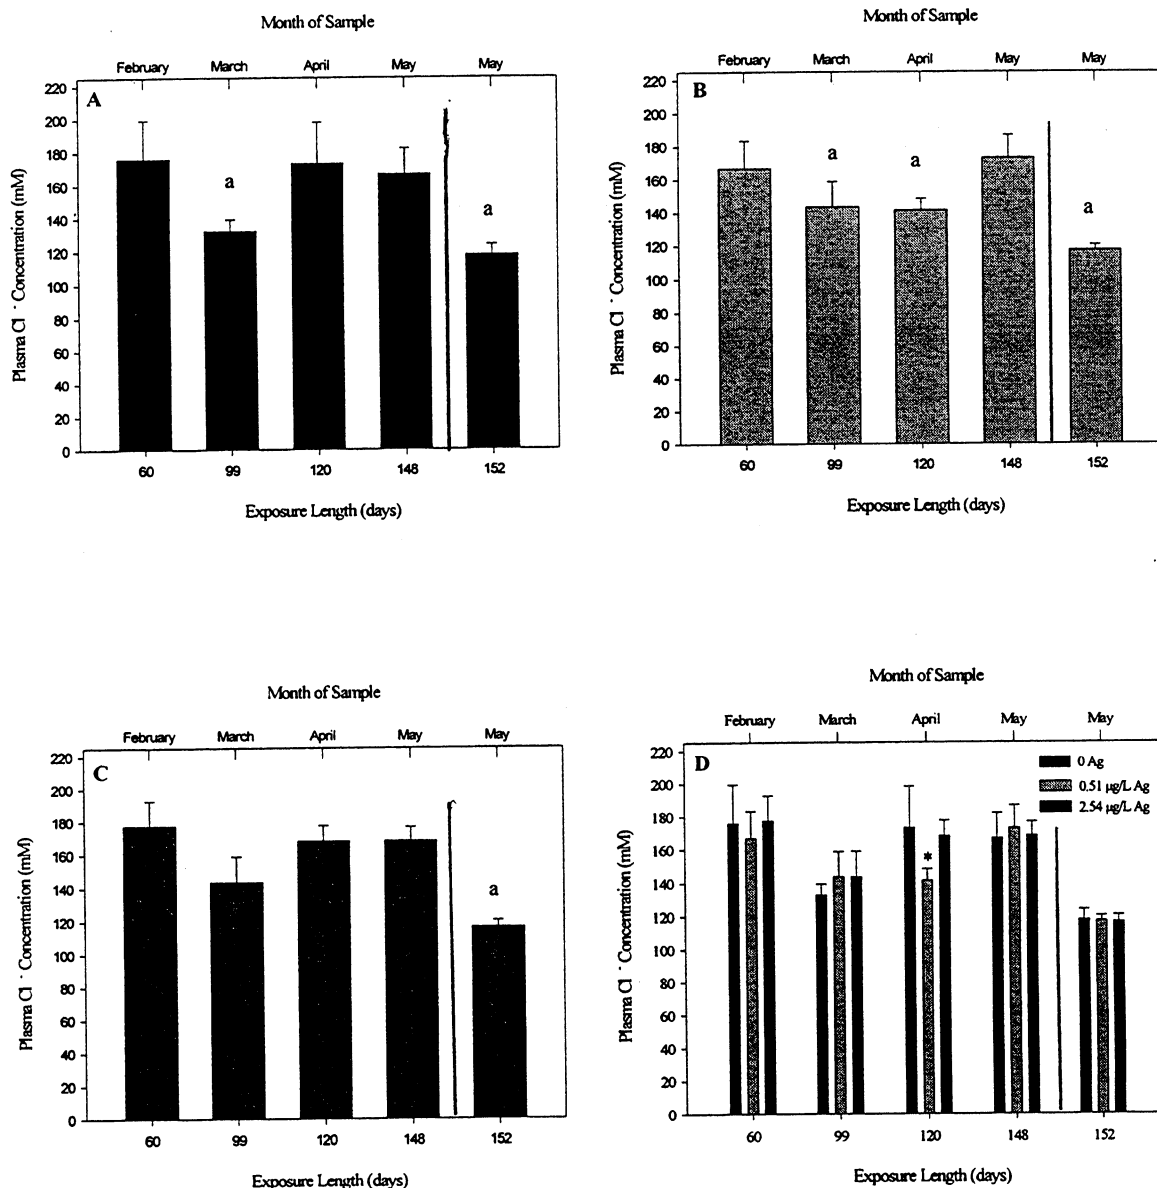 Month of Sample
February March April May May
A
220
200
180
160
140
120
100
80
60
40
20
0
a
a
Plasma Cl⁻ Concentration (mM)
60 99 120 148 152
Exposure Length (days)
Month of Sample
February March April May May
B
220
200
180
160
140
120
100
80
60
40
20
0
a a
a
Plasma Cl⁻ Concentration (mM)
60 99 120 148 152
Exposure Length (days)
Month of Sample
February March April May May
C
220
200
180
160
140
120
100
80
60
40
20
0
a
Plasma Cl⁻ Concentration (mM)
60 99 120 148 152
Exposure Length (days)
Month of Sample
February March April May May
D
220
200
180
160
140
120
100
80
60
40
20
0
0 Ag
0.51 µg/L Ag
2.54 µg/L Ag
*
Plasma Cl⁻ Concentration (mM)
60 99 120 148 152
Exposure Length (days)